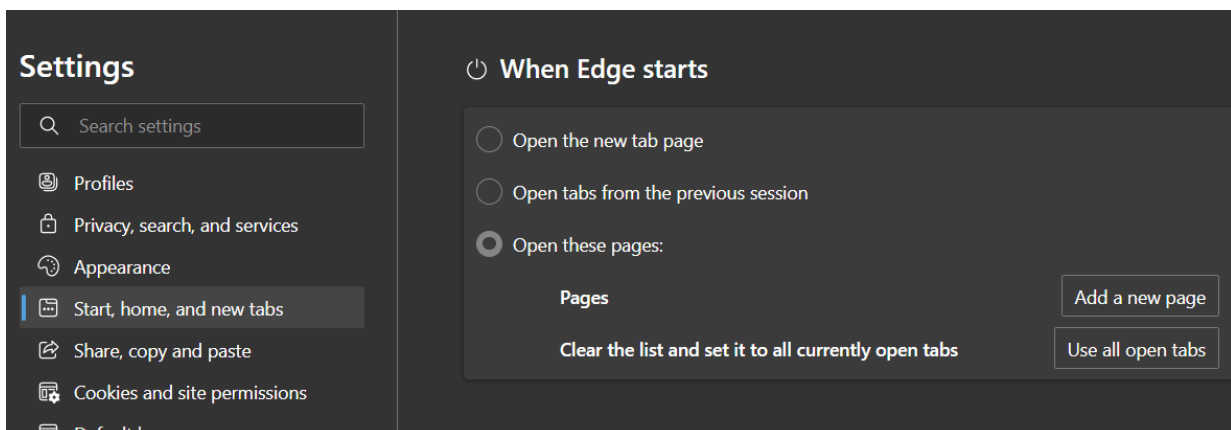 Settings
Search settings
Profiles
Privacy, search, and services
Appearance
Start, home, and new tabs
Share, copy and paste
Cookies and site permissions
When Edge starts
Open the new tab page
Open tabs from the previous session
Open these pages:
Pages
Add a new page
Clear the list and set it to all currently open tabs
Use all open tabs